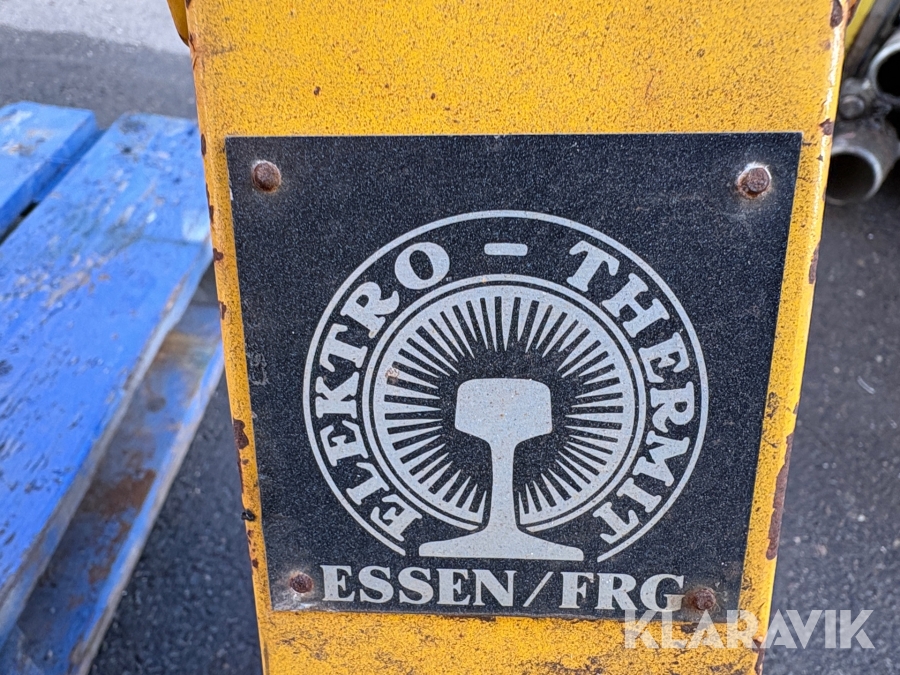 ELEKTRO - THERMIT
ESSEN/FRG
KLARAVIK